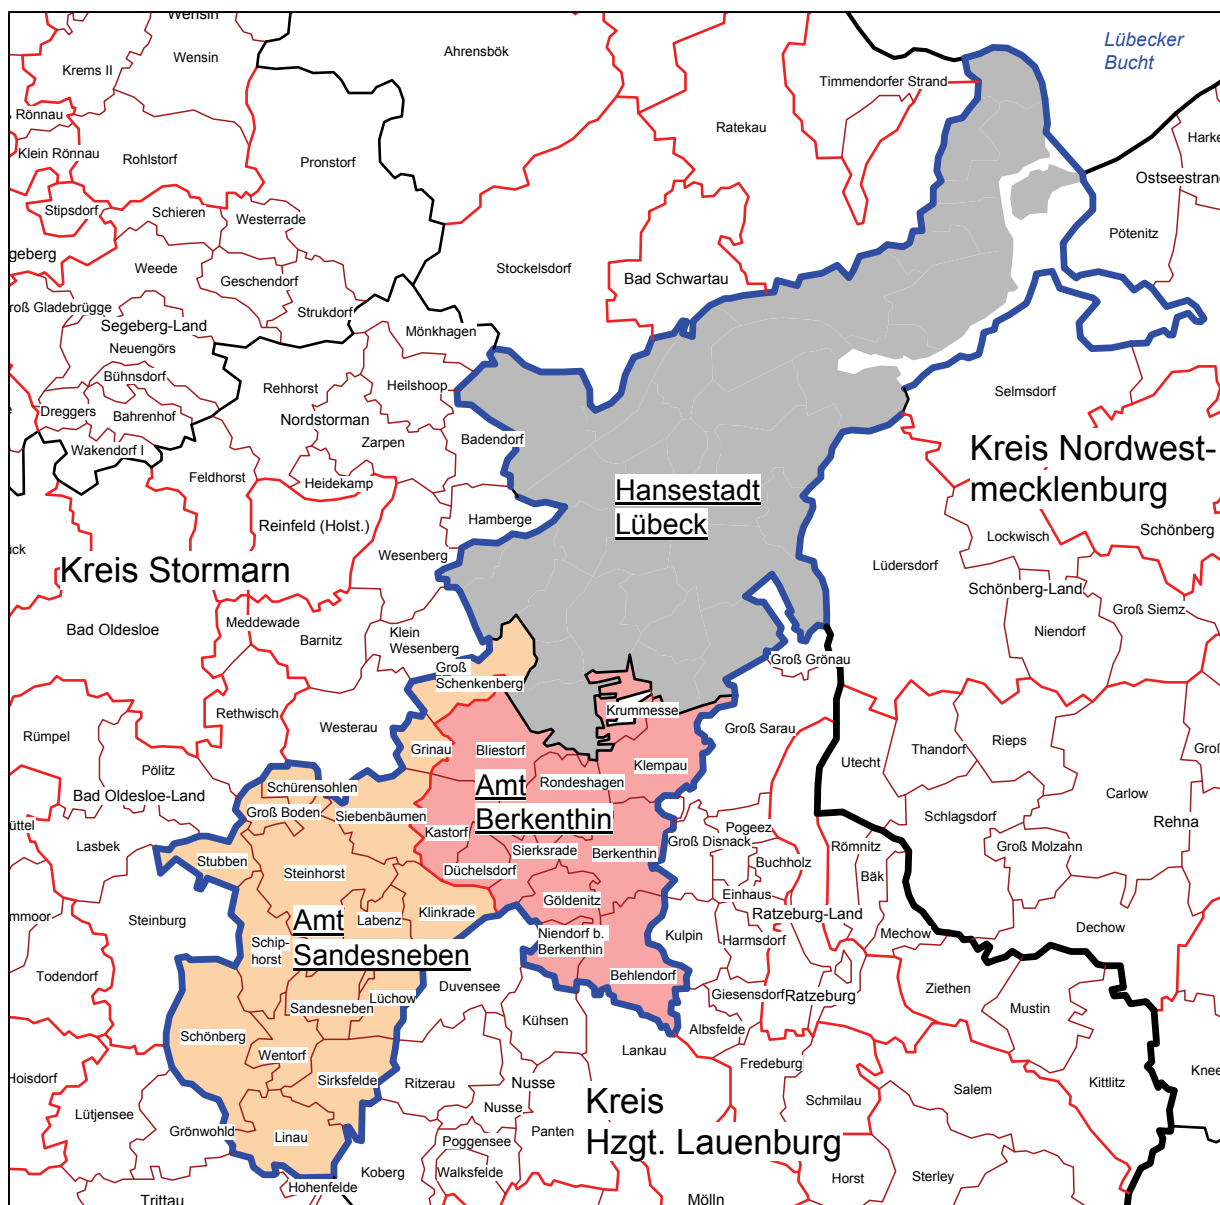 Wensin
Wensin
Krems II
Ahrensbök
Lübecker
Bucht
Timmendorfer Strand
Rönnau
Klein Rönnau
Rohlstorf
Pronstorf
Ratekau
Harke
Ostseestrand
Stipsdorf
Schieren
Westerrade
Pötenitz
geberg
Weede
Geschendorf
Stockelsdorf
Bad Schwartau
roß Gladebrügge
Strukdorf
Segeberg-Land
Mönkhagen
Neuengörs
Bühnsdorf
Rehhorst
Heilshoop
Selmsdorf
Dreggers
Bahrenhof
Nordstorman
Zarpen
Badendorf
Wakendorf I
Kreis Nordwest-
mecklenburg
Feldhorst
Heidekamp
Hansestadt
Lübeck
Reinfeld (Holst.)
Hamberge
Schönberg
Lockwisch
ück
Wesenberg
Kreis Stormarn
Lüdersdorf
Schönberg-Land
Groß Siemz
Meddewade
Bad Oldesloe
Barnitz
Klein
Wesenberg
Niendorf
Groß
Schenkenberg
Groß Grönau
Rethwisch
Westerau
Krummesse
Groß Sarau
Rümpel
Grinau
Bliestorf
Klempau
Utecht
Thandorf
Rieps
Groß
Pölitz
Bad Oldesloe-Land
Schürensohlen
Rondeshagen
Amt
Berkenthin
Carlow
Groß Boden
Siebenbäumen
Kastorf
Schlagsdorf
Rehna
üttel
Lasbek
Pogeez
Groß Disnack
Römnitz
Stubben
Sierksrade
Berkenthin
Buchholz
Groß Molzahn
Steinhorst
Düchelsdorf
Bäk
Göldenitz
Einhaus
mmoor
Steinburg
Amt
Sandesneben
Labenz
Klinkrade
Ratzeburg-Land
Dechow
Schip-
horst
Niendorf b.
Berkenthin
Kulpin
Harmsdorf
Mechow
Todendorf
Behlendorf
Duvensee
Giesensdorf
Ratzeburg
Ziethen
Mustin
Lüchow
Sandesneben
Kühsen
Albsfelde
Schönberg
Lankau
Wentorf
Fredeburg
Hoisdorf
Sirksfelde
Ritzerau
Nusse
Salem
Kittlitz
Knee
Lütjensee
Nusse
Kreis
Hzgt. Lauenburg
Schmilau
Grönwohld
Linau
Poggensee
Panten
Koberg
Walksfelde
Horst
Sterley
Hohenfelde
Trittau
Mölln